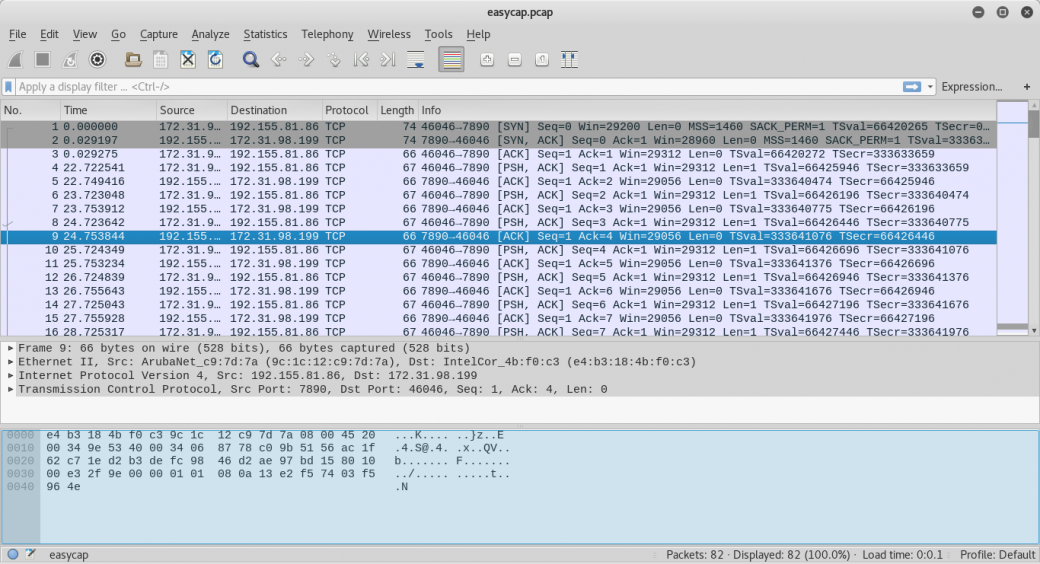 easycap.pcap
File Edit View Go Capture Analyze Statistics Telephony Wireless Tools Help
Apply a display filter ... <Ctrl-/> Expression... +
No. Time Source Destination Protocol Length Info
1 0.000000 172.31.9… 192.155.81.86 TCP 74 46046→7890 [SYN] Seq=0 Win=29200 Len=0 MSS=1460 SACK_PERM=1 TSval=66420265 TSecr=0…
2 0.029197 192.155.… 172.31.98.199 TCP 74 7890→46046 [SYN, ACK] Seq=0 Ack=1 Win=28960 Len=0 MSS=1460 SACK_PERM=1 TSval=33363…
3 0.029275 172.31.9… 192.155.81.86 TCP 66 46046→7890 [ACK] Seq=1 Ack=1 Win=29312 Len=0 TSval=66420272 TSecr=333633659
4 22.722541 172.31.9… 192.155.81.86 TCP 67 46046→7890 [PSH, ACK] Seq=1 Ack=1 Win=29312 Len=1 TSval=66425946 TSecr=333633659
5 22.749416 192.155.… 172.31.98.199 TCP 66 7890→46046 [ACK] Seq=1 Ack=2 Win=29056 Len=0 TSval=333640474 TSecr=66425946
6 23.723048 172.31.9… 192.155.81.86 TCP 67 46046→7890 [PSH, ACK] Seq=2 Ack=1 Win=29312 Len=1 TSval=66426196 TSecr=333640474
7 23.753912 192.155.… 172.31.98.199 TCP 66 7890→46046 [ACK] Seq=1 Ack=3 Win=29056 Len=0 TSval=333640775 TSecr=66426196
8 24.723642 172.31.9… 192.155.81.86 TCP 67 46046→7890 [PSH, ACK] Seq=3 Ack=1 Win=29312 Len=1 TSval=66426446 TSecr=333640775
9 24.753844 192.155.… 172.31.98.199 TCP 66 7890→46046 [ACK] Seq=1 Ack=4 Win=29056 Len=0 TSval=333641076 TSecr=66426446
10 25.724349 172.31.9… 192.155.81.86 TCP 67 46046→7890 [PSH, ACK] Seq=4 Ack=1 Win=29312 Len=1 TSval=66426696 TSecr=333641076
11 25.753234 192.155.… 172.31.98.199 TCP 66 7890→46046 [ACK] Seq=1 Ack=5 Win=29056 Len=0 TSval=333641376 TSecr=66426696
12 26.724839 172.31.9… 192.155.81.86 TCP 67 46046→7890 [PSH, ACK] Seq=5 Ack=1 Win=29312 Len=1 TSval=66426946 TSecr=333641376
13 26.755643 192.155.… 172.31.98.199 TCP 66 7890→46046 [ACK] Seq=1 Ack=6 Win=29056 Len=0 TSval=333641676 TSecr=66426946
14 27.725043 172.31.9… 192.155.81.86 TCP 67 46046→7890 [PSH, ACK] Seq=6 Ack=1 Win=29312 Len=1 TSval=66427196 TSecr=333641676
15 27.755928 192.155.… 172.31.98.199 TCP 66 7890→46046 [ACK] Seq=1 Ack=7 Win=29056 Len=0 TSval=333641976 TSecr=66427196
16 28.725317 172.31.9… 192.155.81.86 TCP 67 46046→7890 [PSH, ACK] Seq=7 Ack=1 Win=29312 Len=1 TSval=66427446 TSecr=333641976
Frame 9: 66 bytes on wire (528 bits), 66 bytes captured (528 bits)
Ethernet II, Src: ArubaNet_c9:7d:7a (9c:1c:12:c9:7d:7a), Dst: IntelCor_4b:f0:c3 (e4:b3:18:4b:f0:c3)
Internet Protocol Version 4, Src: 192.155.81.86, Dst: 172.31.98.199
Transmission Control Protocol, Src Port: 7890, Dst Port: 46046, Seq: 1, Ack: 4, Len: 0
0000 e4 b3 18 4b f0 c3 9c 1c 12 c9 7d 7a 08 00 45 20 ...K.... ..}z..E
0010 00 34 9e 53 40 00 34 06 87 78 c0 9b 51 56 ac 1f .4.S@.4. .x..QV..
0020 62 c7 1e d2 b3 de fc 98 46 d2 ae 97 bd 15 80 10 b....... F.......
0030 00 e3 2f 9e 00 00 01 01 08 0a 13 e2 f5 74 03 f5 ../..... .....t..
0040 96 4e .N
easycap Packets: 82 · Displayed: 82 (100.0%) · Load time: 0:0.1 Profile: Default